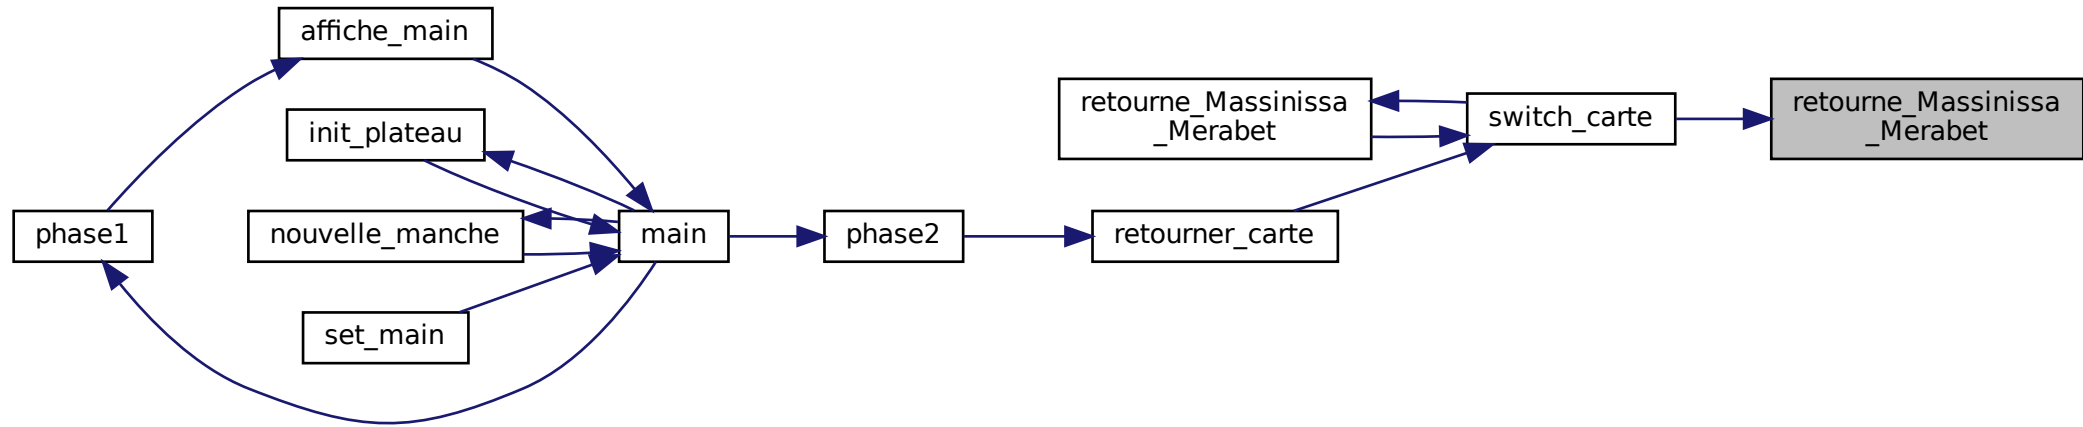 affiche_main
init_plateau
phase1
nouvelle_manche
set_main
main
phase2
retourne_Massinissa
_Merabet
retourner_carte
switch_carte
retourne_Massinissa
_Merabet